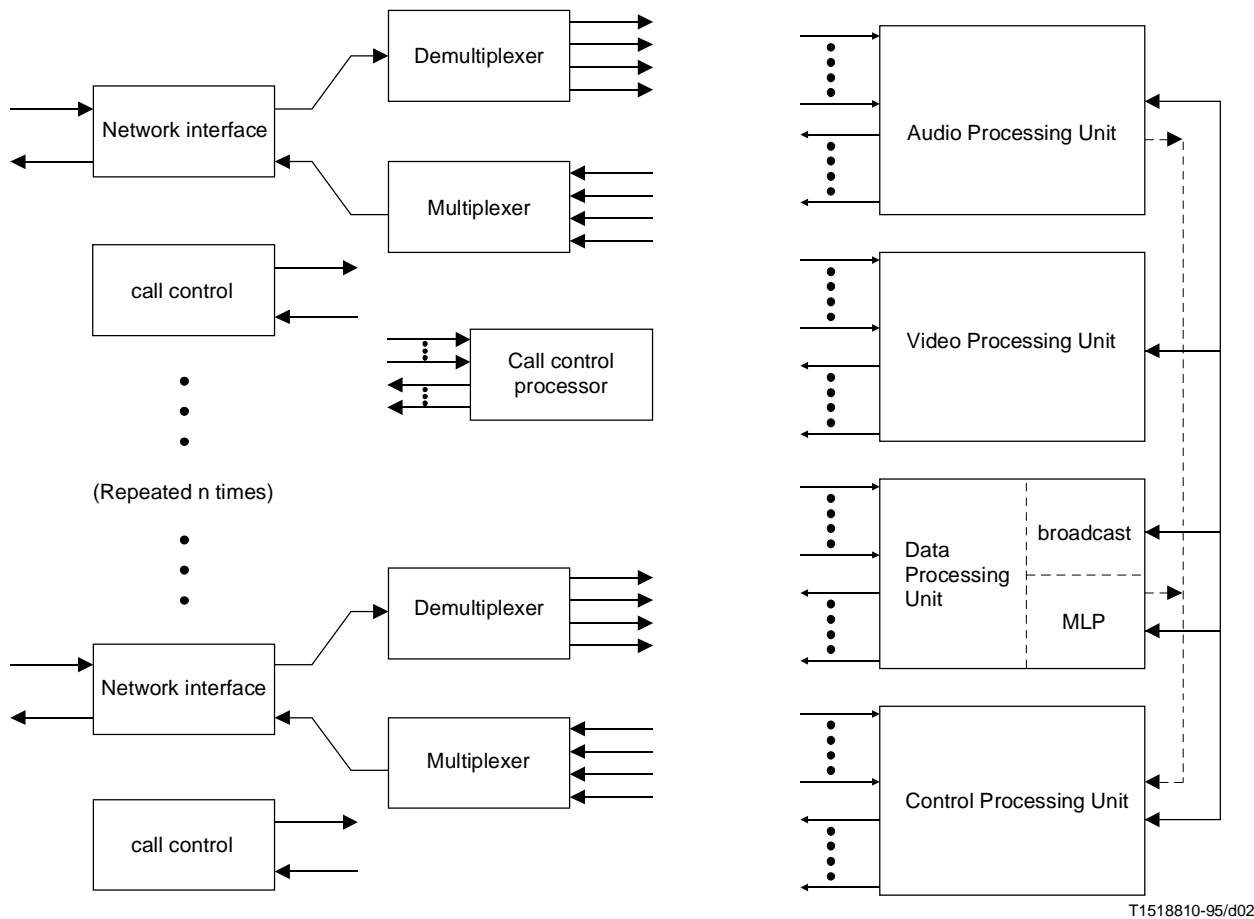 Demultiplexer
Network interface
Multiplexer
call control
Call control
processor
(Repeated n times)
Demultiplexer
Network interface
Multiplexer
call control
Audio Processing Unit
Video Processing Unit
Data
Processing
Unit
broadcast
MLP
Control Processing Unit
T1518810-95/d02